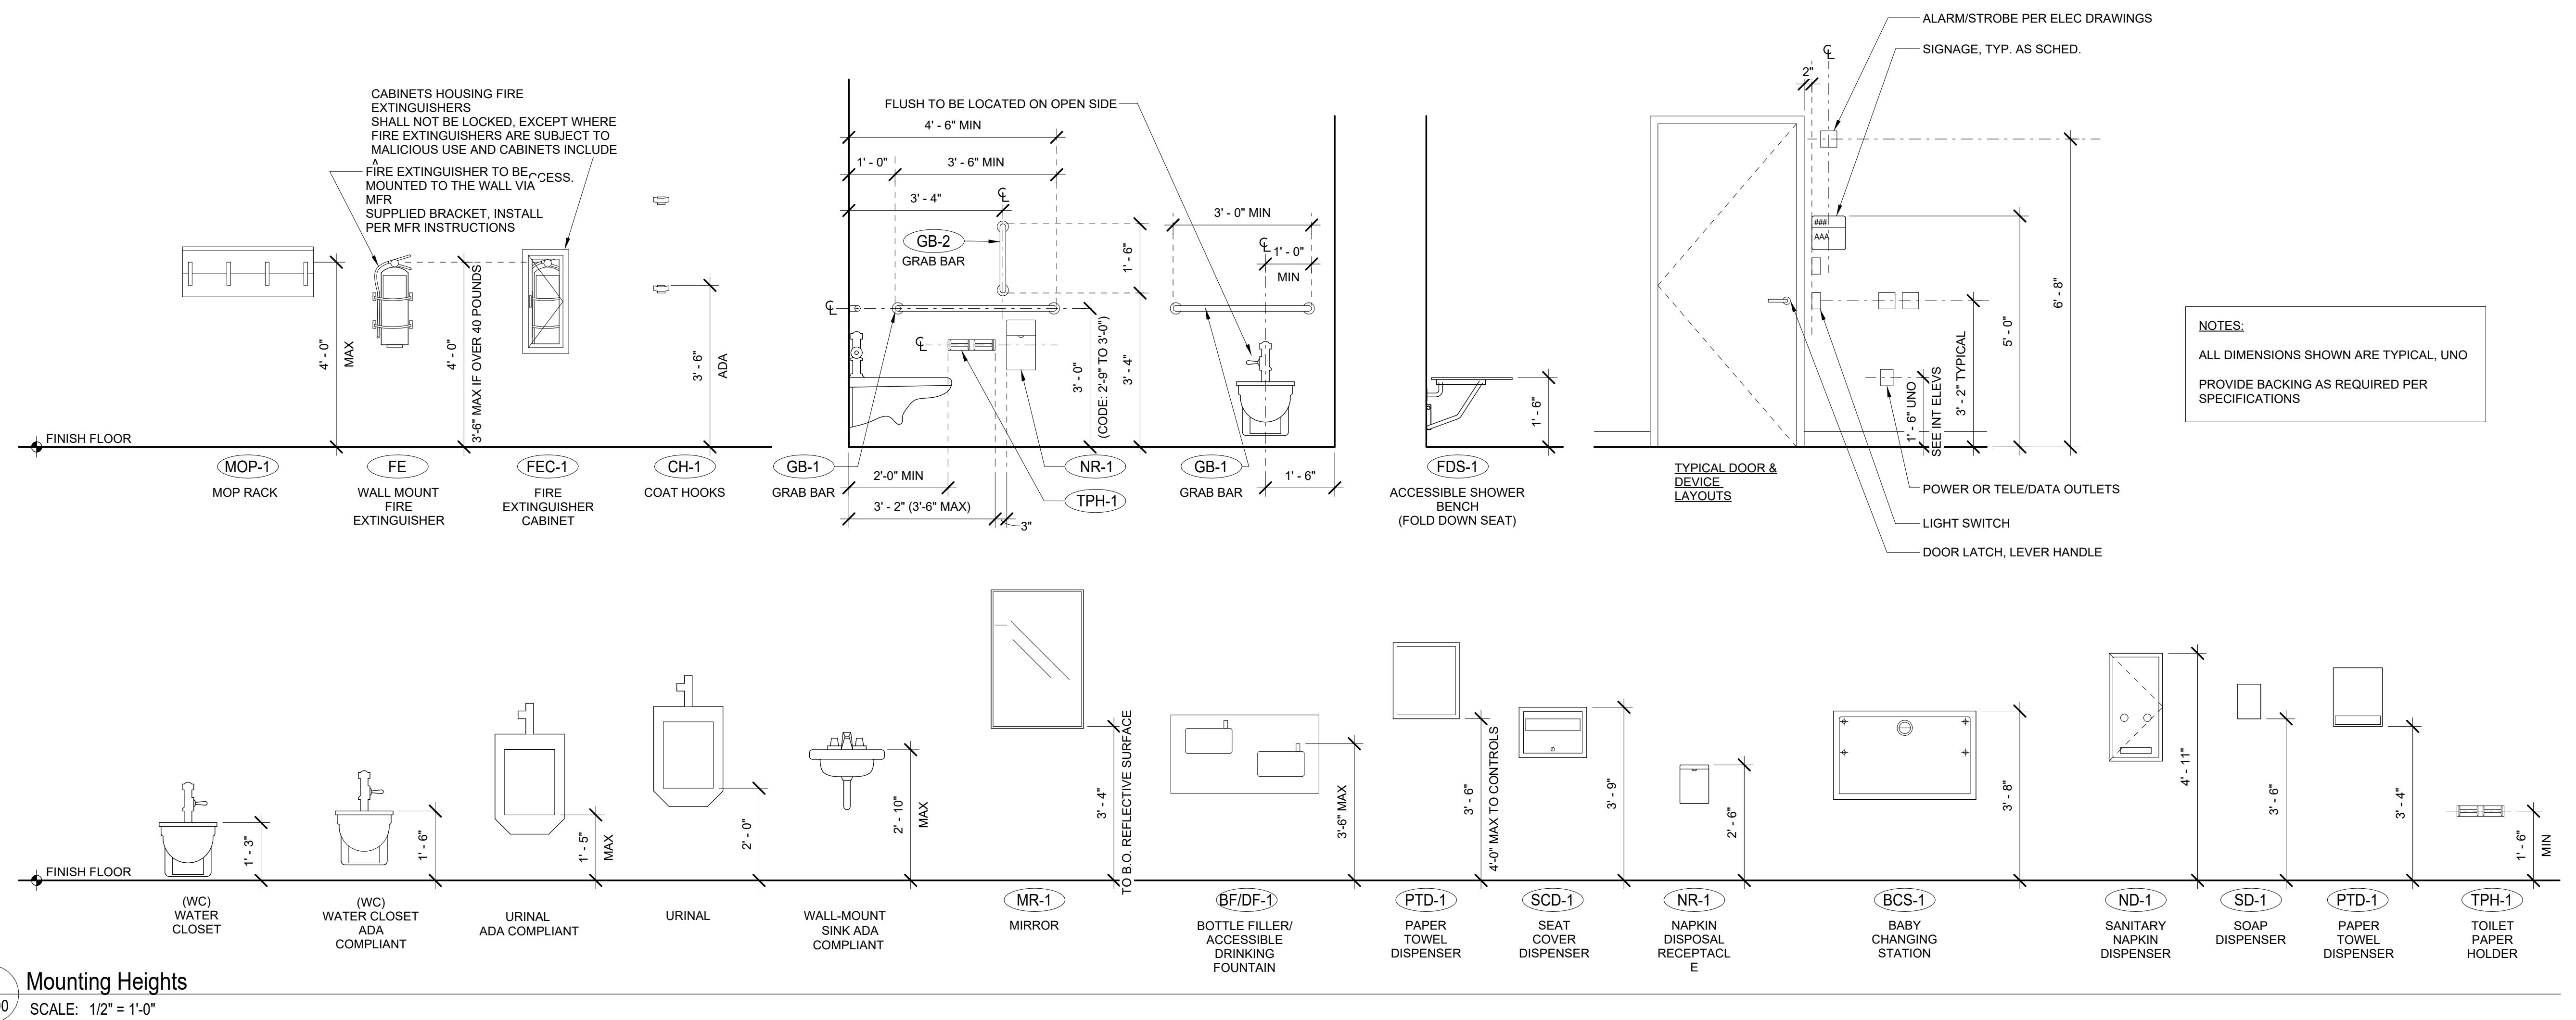 ALARM/STROBE PER ELEC DRAWINGS
SIGNAGE, TYP. AS SCHED.
2"
CABINETS HOUSING FIRE
EXTINGUISHERS
SHALL NOT BE LOCKED, EXCEPT WHERE
FIRE EXTINGUISHERS ARE SUBJECT TO
MALICIOUS USE AND CABINETS INCLUDE
A
CCESS.
FIRE EXTINGUISHER TO BE
MOUNTED TO THE WALL VIA
MFR
SUPPLIED BRACKET, INSTALL
PER MFR INSTRUCTIONS
FLUSH TO BE LOCATED ON OPEN SIDE
4' - 6" MIN
1' - 0"
3' - 6" MIN
3' - 4"
GB-2
GRAB BAR
1' - 6"
3' - 0" MIN
1' - 0"
MIN
4' - 0"
MAX
4' - 0"
3'-6" MAX IF OVER 40 POUNDS
3' - 6"
ADA
3' - 0"
(CODE: 2'-9" TO 3'-0")
3' - 4"
1' - 6"
###
AAA
1' - 6" UNO
SEE INT ELEVS
3' - 2" TYPICAL
5' - 0"
6' - 8"
NOTES:
ALL DIMENSIONS SHOWN ARE TYPICAL, UNO
PROVIDE BACKING AS REQUIRED PER
SPECIFICATIONS
FINISH FLOOR
MOP-1
MOP RACK
FE
WALL MOUNT
FIRE
EXTINGUISHER
FEC-1
FIRE
EXTINGUISHER
CABINET
CH-1
COAT HOOKS
GB-1
GRAB BAR
2'-0" MIN
3' - 2" (3'-6" MAX)
3"
NR-1
TPH-1
GB-1
GRAB BAR
1' - 6"
FDS-1
ACCESSIBLE SHOWER
BENCH
(FOLD DOWN SEAT)
TYPICAL DOOR &
DEVICE
LAYOUTS
POWER OR TELE/DATA OUTLETS
LIGHT SWITCH
DOOR LATCH, LEVER HANDLE
1' - 3"
1' - 6"
1' - 5"
MAX
2' - 0"
2' - 10"
MAX
3' - 4"
TO B.O. REFLECTIVE SURFACE
3'-6" MAX
3' - 6"
4'-0" MAX TO CONTROLS
3' - 9"
2' - 6"
3' - 8"
4' - 11"
3' - 6"
3' - 4"
1' - 6"
MIN
FINISH FLOOR
(WC)
WATER
CLOSET
(WC)
WATER CLOSET
ADA
COMPLIANT
URINAL
ADA COMPLIANT
URINAL
WALL-MOUNT
SINK ADA
COMPLIANT
MR-1
MIRROR
BF/DF-1
BOTTLE FILLER/
ACCESSIBLE
DRINKING
FOUNTAIN
PTD-1
PAPER
TOWEL
DISPENSER
SCD-1
SEAT
COVER
DISPENSER
NR-1
NAPKIN
DISPOSAL
RECEPTACL
E
BCS-1
BABY
CHANGING
STATION
ND-1
SANITARY
NAPKIN
DISPENSER
SD-1
SOAP
DISPENSER
PTD-1
PAPER
TOWEL
DISPENSER
TPH-1
TOILET
PAPER
HOLDER
Mounting Heights
SCALE: 1/2" = 1'-0"